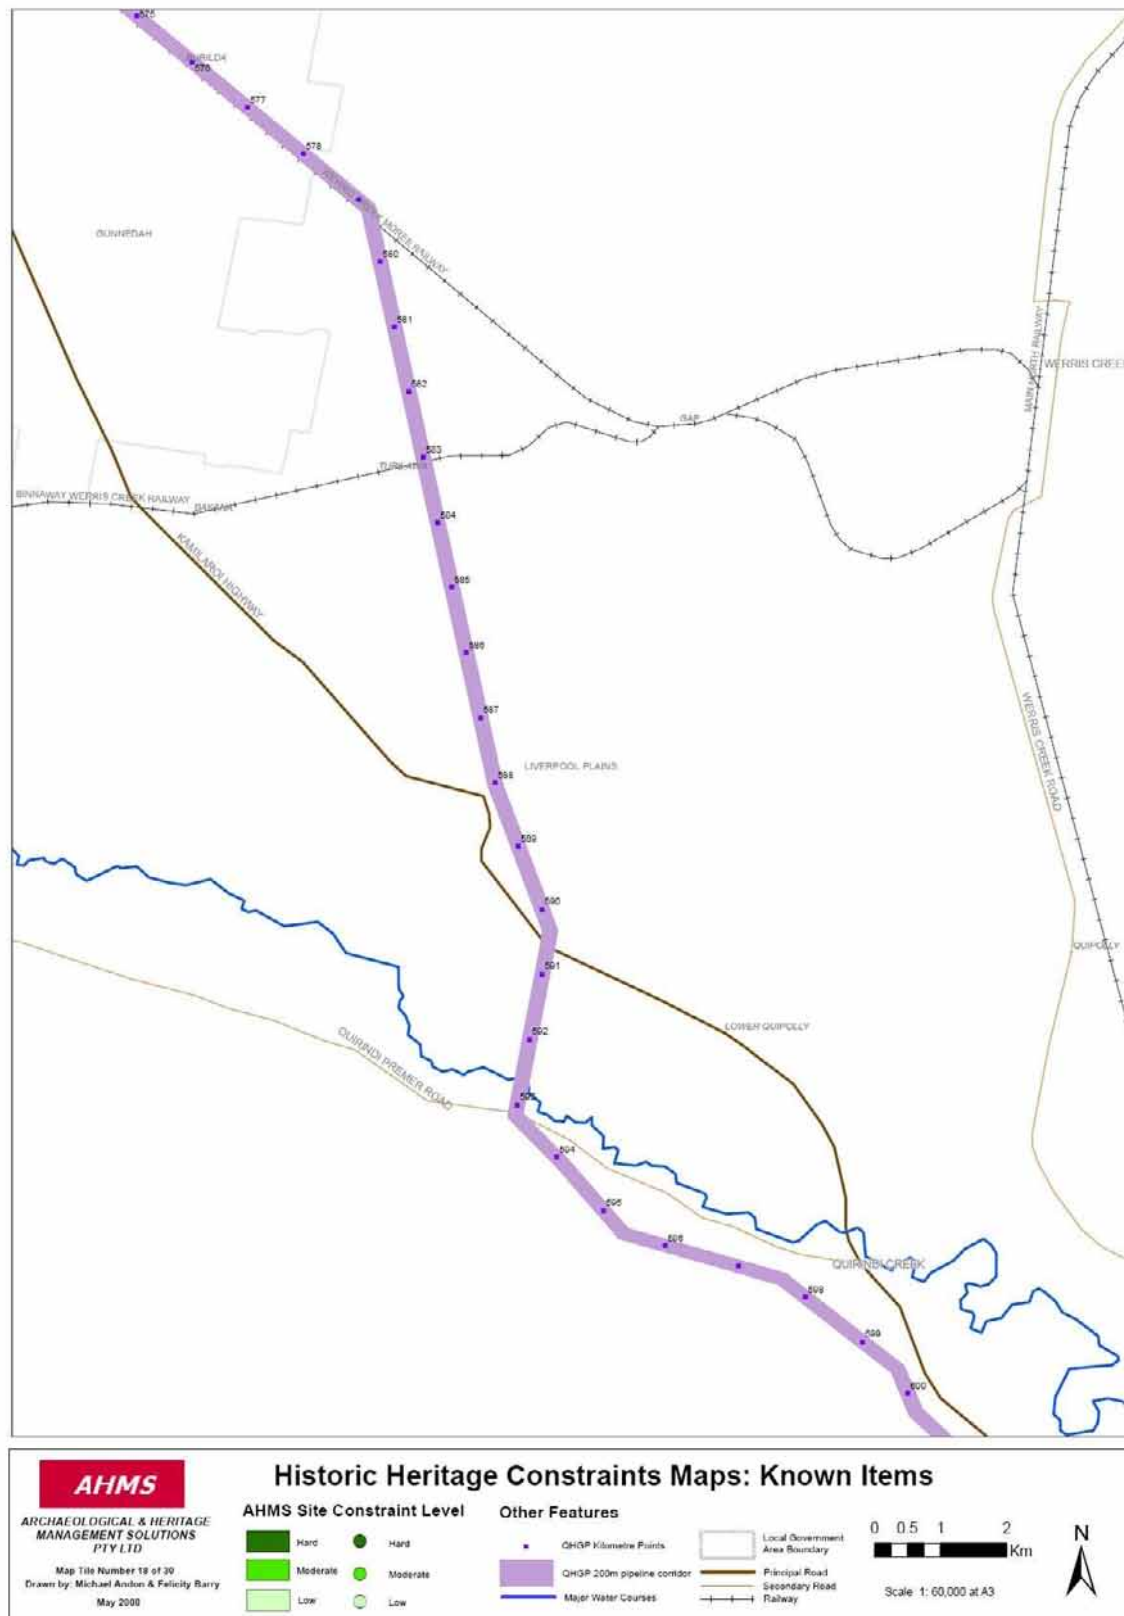 575
576
577
578
WERRIS CREEK MOREE RAILWAY
GUNNEDAH
580
581
582
MAIN NORTH RAILWAY
WERRIS CREEK
GAP
583
BINNAWAY WERRIS CREEK RAILWAY
584
KAMILAROI HIGHWAY
585
586
587
WERRIS CREEK ROAD
LIVERPOOL PLAINS
588
589
590
QUIPOLLY
591
LOWER QUIPOLLY
592
QUIRINDI PREMER ROAD
593
594
595
596
QUIRINDI CREEK
598
599
600
AHMS
ARCHAEOLOGICAL & HERITAGE
MANAGEMENT SOLUTIONS
PTY LTD
Map Tile Number 18 of 30
Drawn by: Michael Andon & Felicity Barry
May 2008
Historic Heritage Constraints Maps: Known Items
AHMS Site Constraint Level
Hard Hard
Moderate Moderate
Low Low
Other Features
QHGP Kilometre Points
QHGP 200m pipeline corridor
Major Water Courses
Local Government
Area Boundary
Principal Road
Secondary Road
Railway
0 0.5 1 2
Km
Scale 1: 60,000 at A3
N